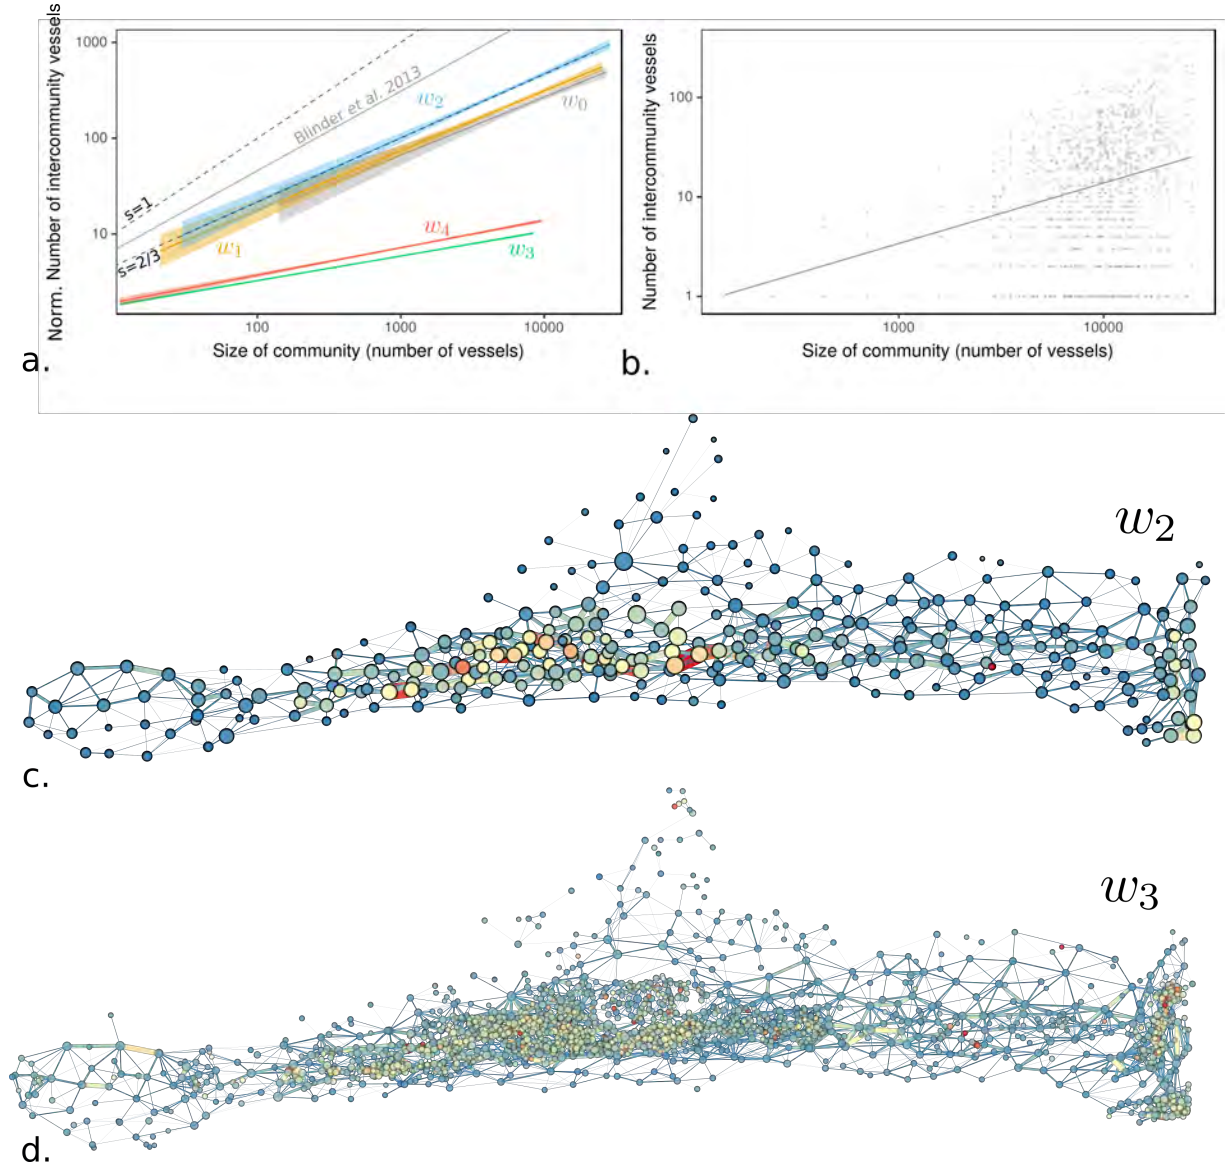 Norm. Number of intercommunity vessels
1000
100
10
s=1
s=2/3
Blinder et al. 2013
w2
w0
w1
w4
w3
100
1000
10000
Size of community (number of vessels)
a.
Number of intercommunity vessels
100
10
1
1000
10000
Size of community (number of vessels)
b.
w2
c.
w3
d.